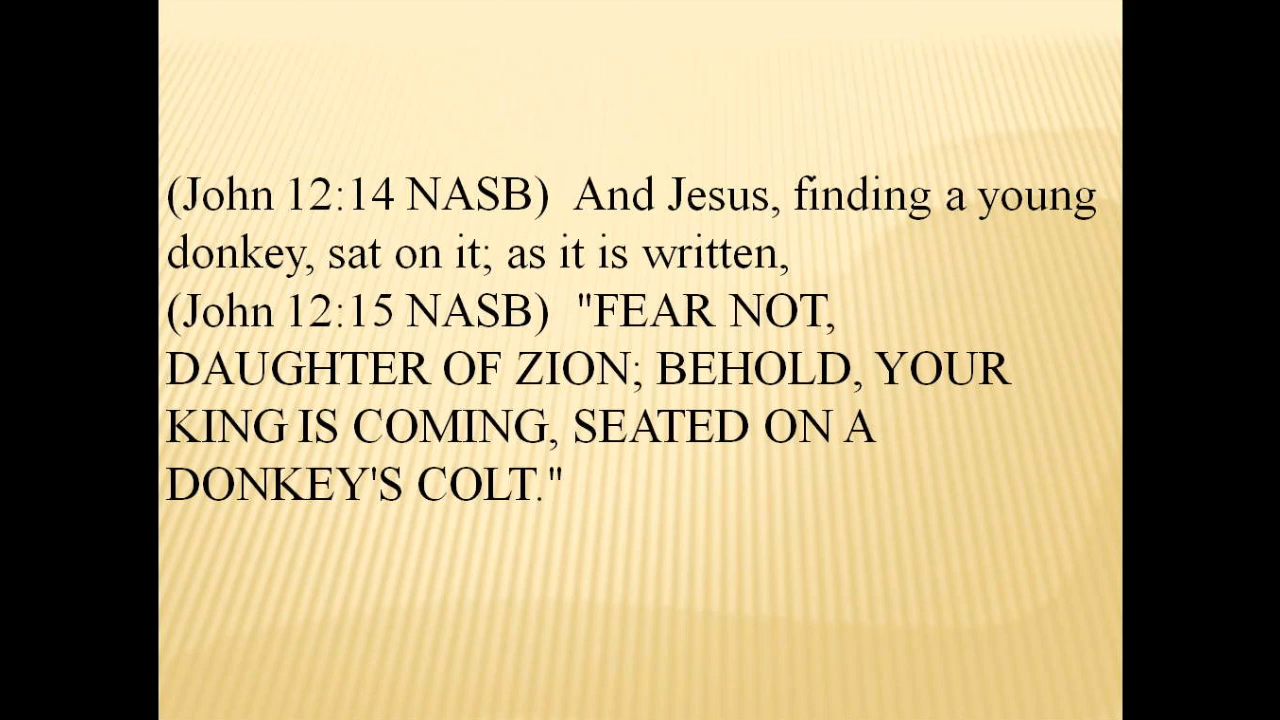 (John 12:14 NASB)  And Jesus, finding a young
donkey, sat on it; as it is written,
(John 12:15 NASB)  "FEAR NOT,
DAUGHTER OF ZION; BEHOLD, YOUR
KING IS COMING, SEATED ON A
DONKEY'S COLT."